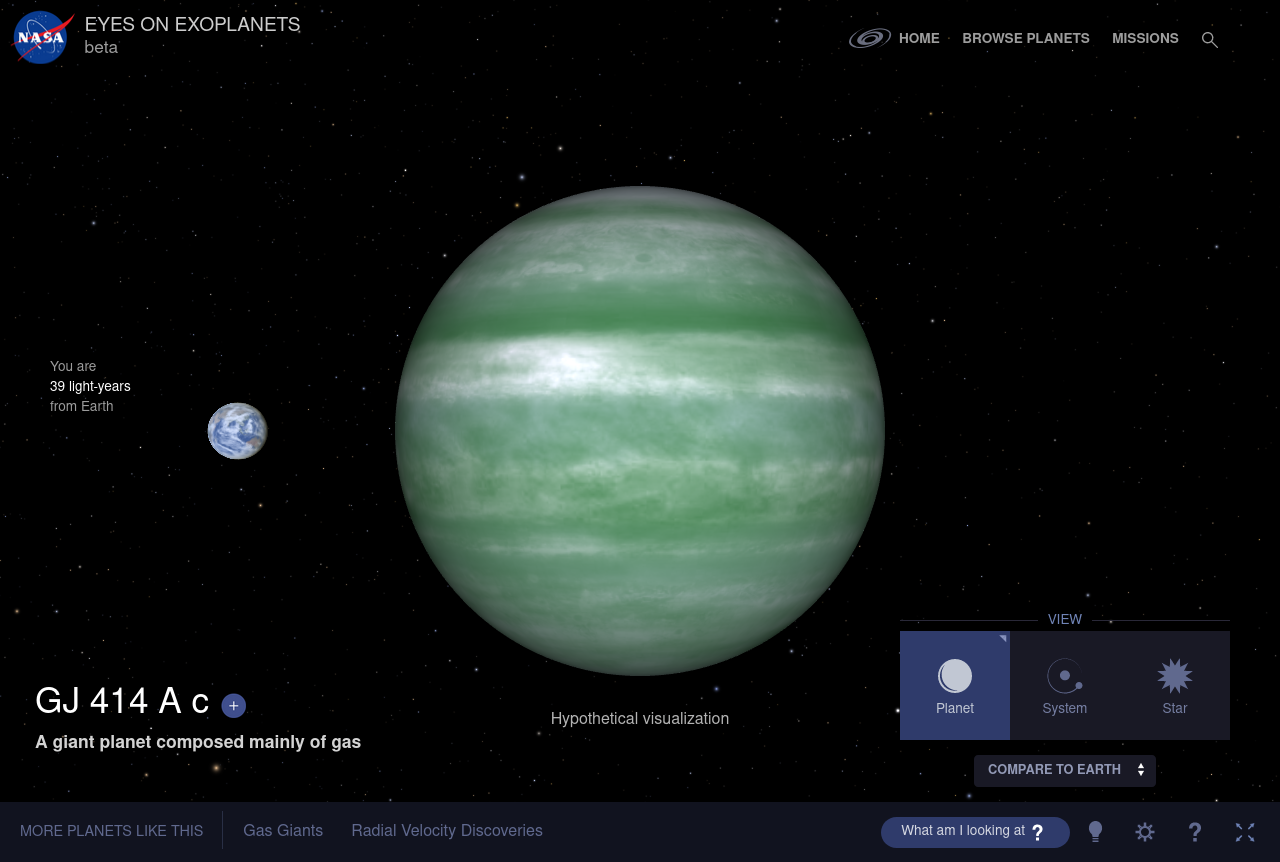 NASA
EYES ON EXOPLANETS
beta
HOME
BROWSE PLANETS
MISSIONS
You are
39 light-years
from Earth
GJ 414 A c +
A giant planet composed mainly of gas
Hypothetical visualization
VIEW
Planet
System
Star
COMPARE TO EARTH
MORE PLANETS LIKE THIS
Gas Giants
Radial Velocity Discoveries
What am I looking at ?
?